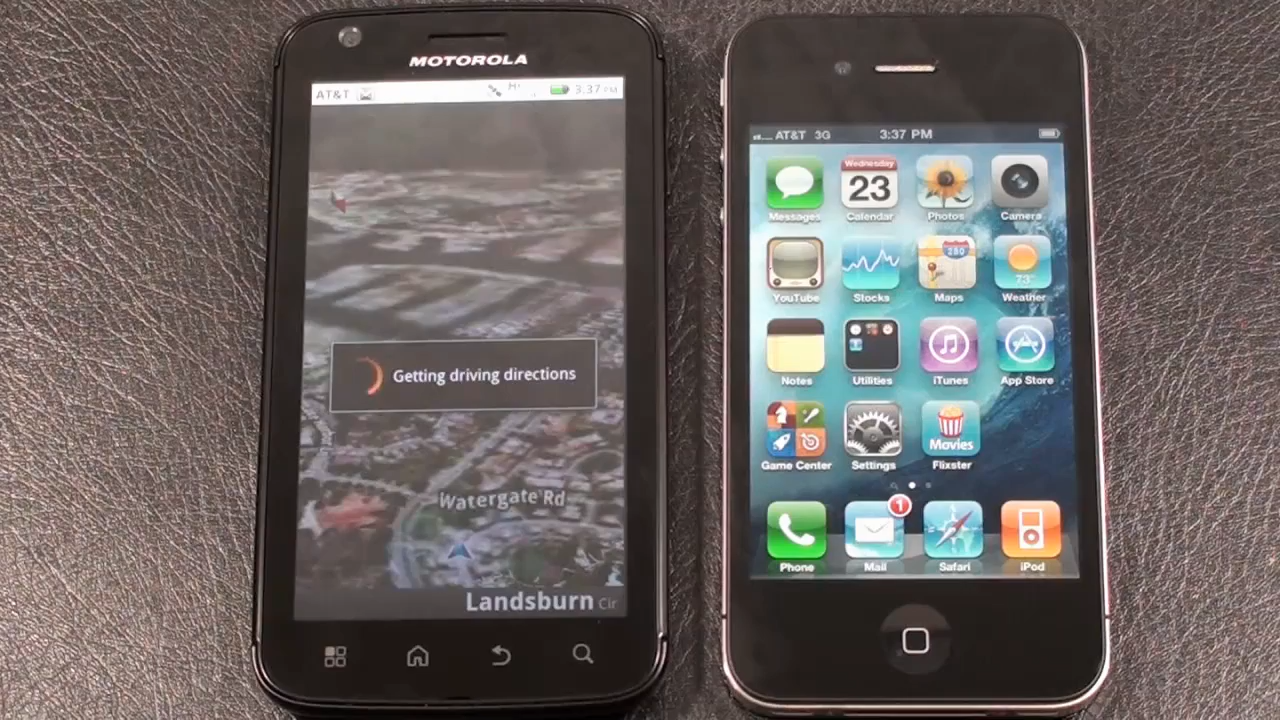 MOTOROLA
AT&T H+ 3:37 PM
Getting driving directions
Watergate Rd
Landsburn Cir
AT&T 3G 3:37 PM
Wednesday
23
280
73°
Messages Calendar Photos Camera
YouTube Stocks Maps Weather
Notes Utilities iTunes App Store
Movies
Game Center Settings Flixster
1
Phone Mail Safari iPod